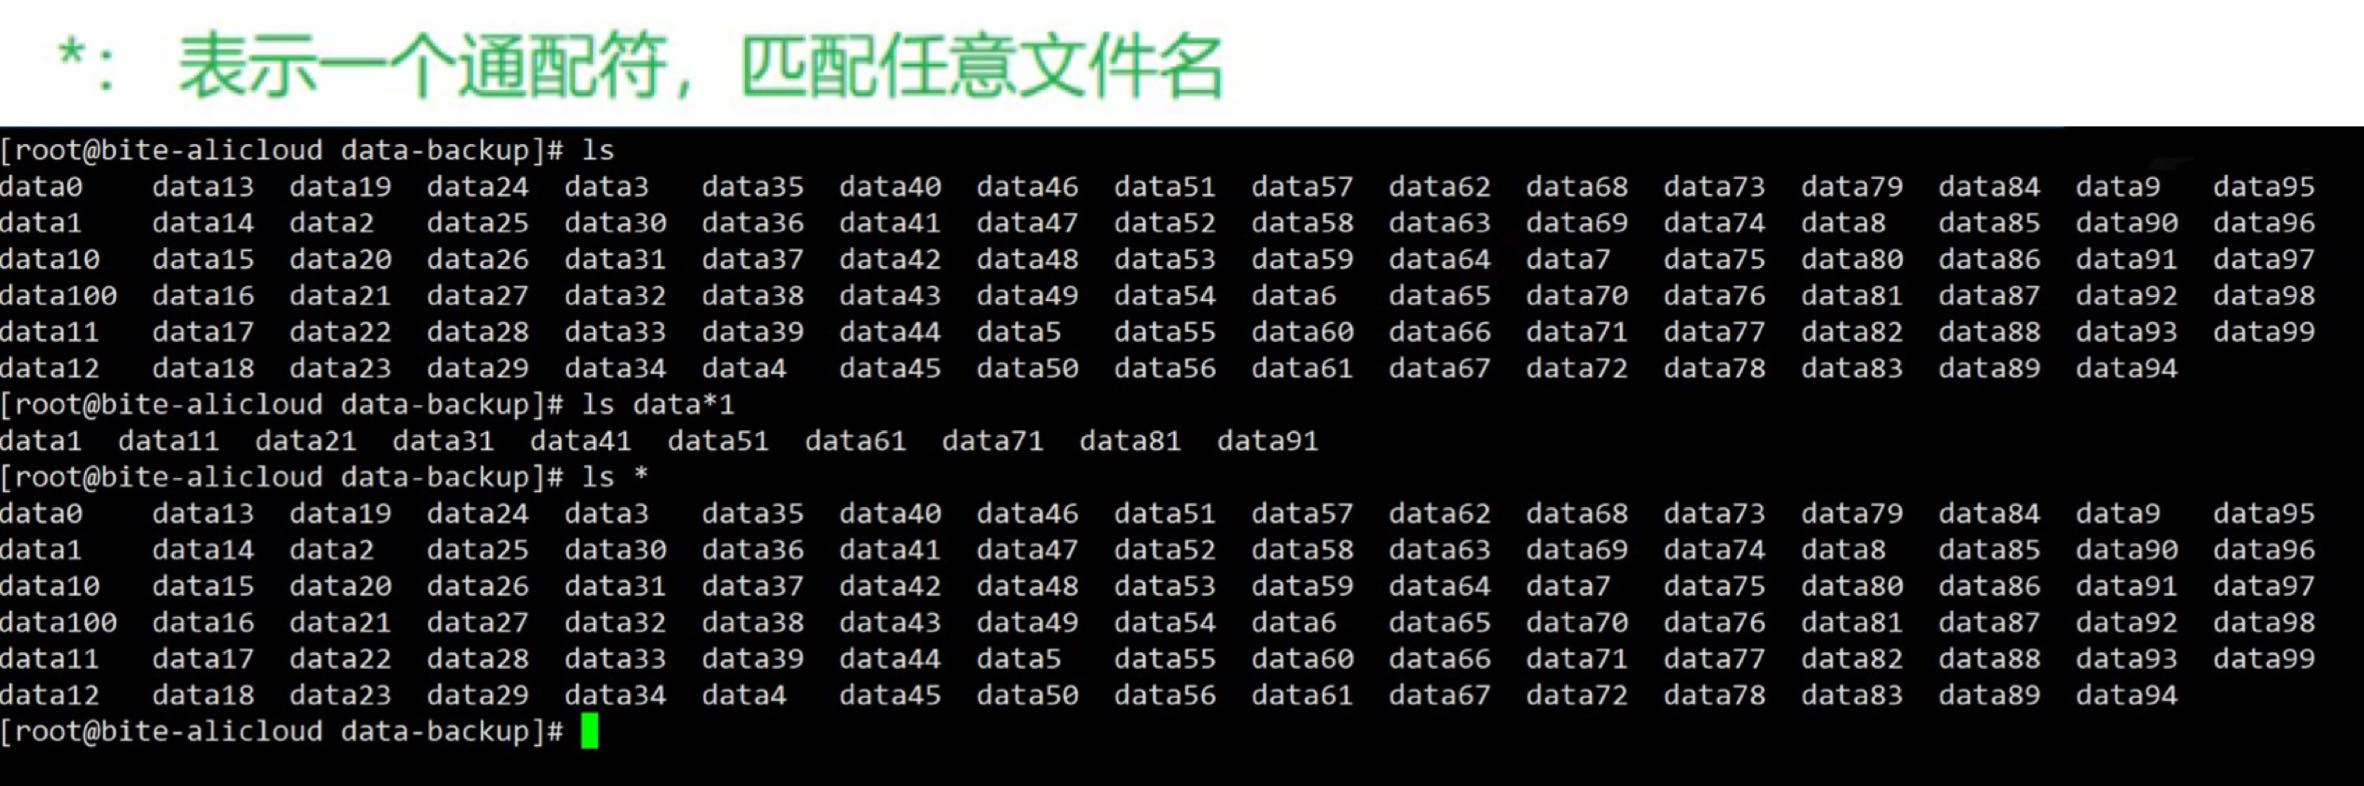 *： 表示一个通配符，匹配任意文件名
[root@bite-alicloud data-backup]# ls
data0 data13 data19 data24 data3 data35 data40 data46 data51 data57 data62 data68 data73 data79 data84 data9 data95
data1 data14 data2 data25 data30 data36 data41 data47 data52 data58 data63 data69 data74 data8 data85 data90 data96
data10 data15 data20 data26 data31 data37 data42 data48 data53 data59 data64 data7 data75 data80 data86 data91 data97
data100 data16 data21 data27 data32 data38 data43 data49 data54 data6 data65 data70 data76 data81 data87 data92 data98
data11 data17 data22 data28 data33 data39 data44 data5 data55 data60 data66 data71 data77 data82 data88 data93 data99
data12 data18 data23 data29 data34 data4 data45 data50 data56 data61 data67 data72 data78 data83 data89 data94
[root@bite-alicloud data-backup]# ls data*1
data1 data11 data21 data31 data41 data51 data61 data71 data81 data91
[root@bite-alicloud data-backup]# ls *
data0 data13 data19 data24 data3 data35 data40 data46 data51 data57 data62 data68 data73 data79 data84 data9 data95
data1 data14 data2 data25 data30 data36 data41 data47 data52 data58 data63 data69 data74 data8 data85 data90 data96
data10 data15 data20 data26 data31 data37 data42 data48 data53 data59 data64 data7 data75 data80 data86 data91 data97
data100 data16 data21 data27 data32 data38 data43 data49 data54 data6 data65 data70 data76 data81 data87 data92 data98
data11 data17 data22 data28 data33 data39 data44 data5 data55 data60 data66 data71 data77 data82 data88 data93 data99
data12 data18 data23 data29 data34 data4 data45 data50 data56 data61 data67 data72 data78 data83 data89 data94
[root@bite-alicloud data-backup]#